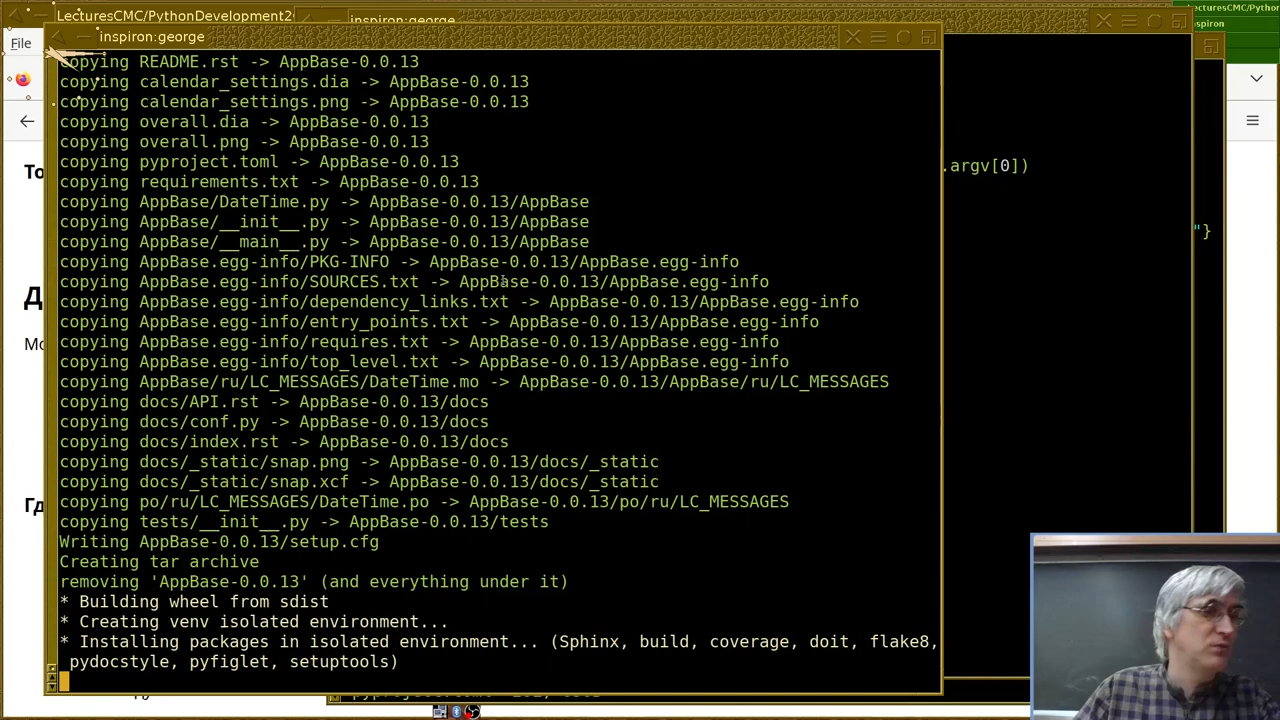 LecturesCMC/PythonDevelopment2
inspiron:george
LecturesCMC/Pytho
inspiron
inspiron:george
File
То
Д
Мо
Гд
copying README.rst -> AppBase-0.0.13
copying calendar_settings.dia -> AppBase-0.0.13
copying calendar_settings.png -> AppBase-0.0.13
copying overall.dia -> AppBase-0.0.13
copying overall.png -> AppBase-0.0.13
copying pyproject.toml -> AppBase-0.0.13
copying requirements.txt -> AppBase-0.0.13
copying AppBase/DateTime.py -> AppBase-0.0.13/AppBase
copying AppBase/__init__.py -> AppBase-0.0.13/AppBase
copying AppBase/__main__.py -> AppBase-0.0.13/AppBase
copying AppBase.egg-info/PKG-INFO -> AppBase-0.0.13/AppBase.egg-info
copying AppBase.egg-info/SOURCES.txt -> AppBase-0.0.13/AppBase.egg-info
copying AppBase.egg-info/dependency_links.txt -> AppBase-0.0.13/AppBase.egg-info
copying AppBase.egg-info/entry_points.txt -> AppBase-0.0.13/AppBase.egg-info
copying AppBase.egg-info/requires.txt -> AppBase-0.0.13/AppBase.egg-info
copying AppBase.egg-info/top_level.txt -> AppBase-0.0.13/AppBase.egg-info
copying AppBase/ru/LC_MESSAGES/DateTime.mo -> AppBase-0.0.13/AppBase/ru/LC_MESSAGES
copying docs/API.rst -> AppBase-0.0.13/docs
copying docs/conf.py -> AppBase-0.0.13/docs
copying docs/index.rst -> AppBase-0.0.13/docs
copying docs/_static/snap.png -> AppBase-0.0.13/docs/_static
copying docs/_static/snap.xcf -> AppBase-0.0.13/docs/_static
copying po/ru/LC_MESSAGES/DateTime.po -> AppBase-0.0.13/po/ru/LC_MESSAGES
copying tests/__init__.py -> AppBase-0.0.13/tests
Writing AppBase-0.0.13/setup.cfg
Creating tar archive
removing 'AppBase-0.0.13' (and everything under it)
* Building wheel from sdist
* Creating venv isolated environment...
* Installing packages in isolated environment... (Sphinx, build, coverage, doit, flake8,
pydocstyle, pyfiglet, setuptools)
.argv[0])
"}